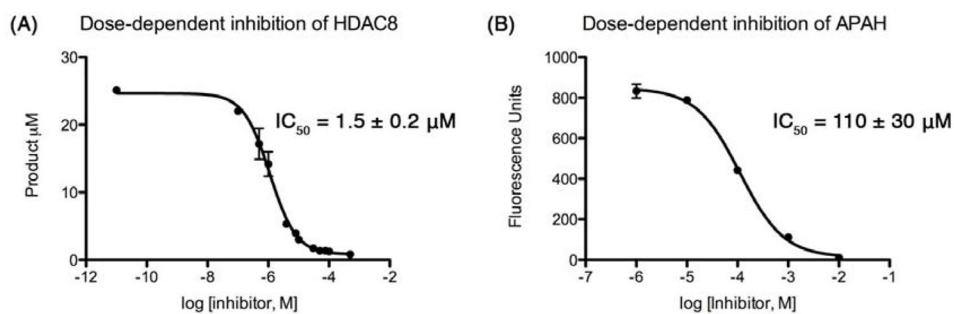 (A) Dose-dependent inhibition of HDAC8
30
20
10
0
Product µM
IC50 = 1.5 ± 0.2 µM
-12 -10 -8 -6 -4 -2
log [inhibitor, M]
(B) Dose-dependent inhibition of APAH
1000
800
600
400
200
0
Fluorescence Units
IC50 = 110 ± 30 µM
-7 -6 -5 -4 -3 -2 -1
log [Inhibitor, M]